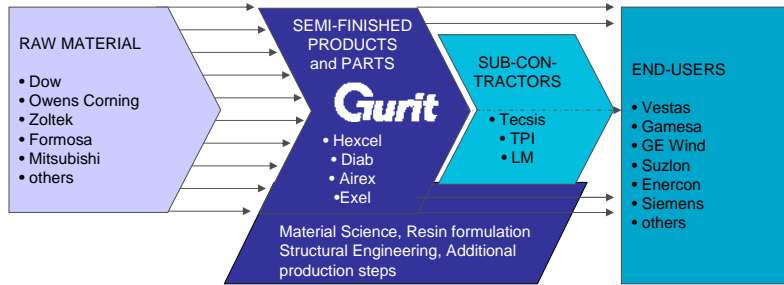 RAW MATERIAL
• Dow
• Owens Corning
• Zoltek
• Formosa
• Mitsubishi
• others
SEMI-FINISHED
PRODUCTS
and PARTS
Gurit
• Hexcel
• Diab
• Airex
•Exel
Material Science, Resin formulation
Structural Engineering, Additional
production steps
SUB-CON-
TRACTORS
• Tecsis
• TPI
• LM
END-USERS
• Vestas
• Gamesa
• GE Wind
• Suzlon
• Enercon
• Siemens
• others